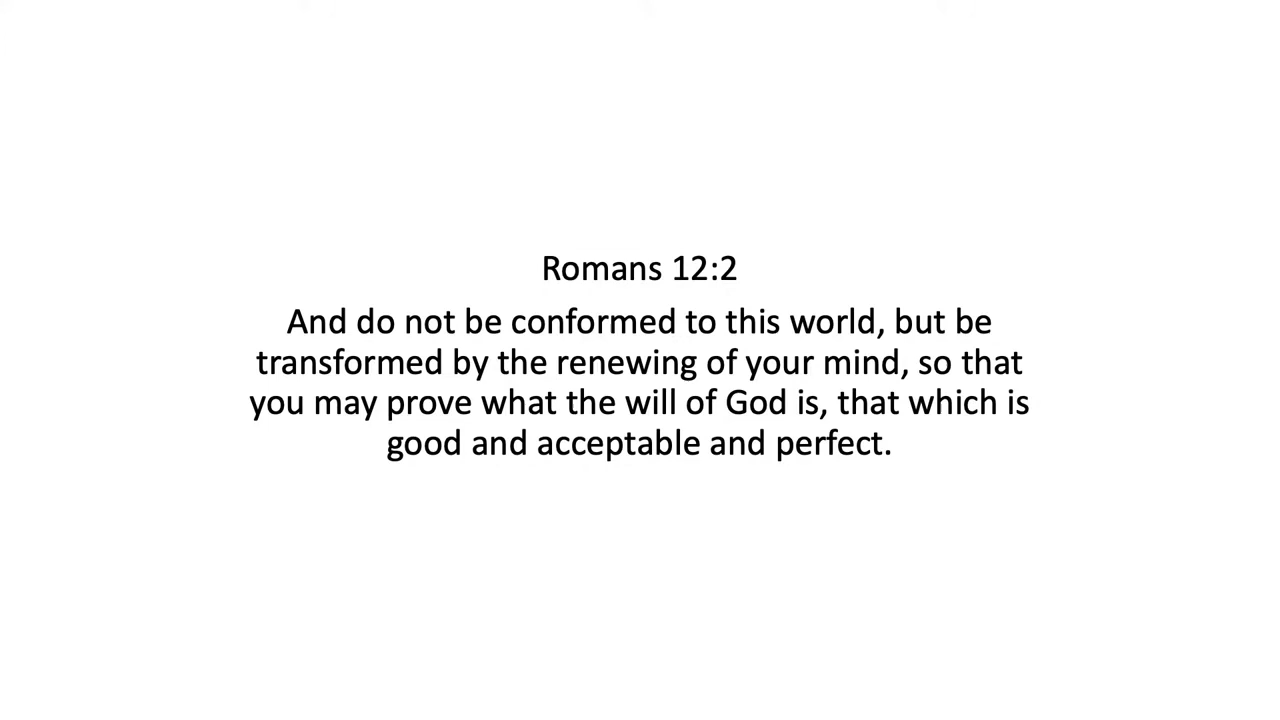 Romans 12:2
And do not be conformed to this world, but be
transformed by the renewing of your mind, so that
you may prove what the will of God is, that which is
good and acceptable and perfect.